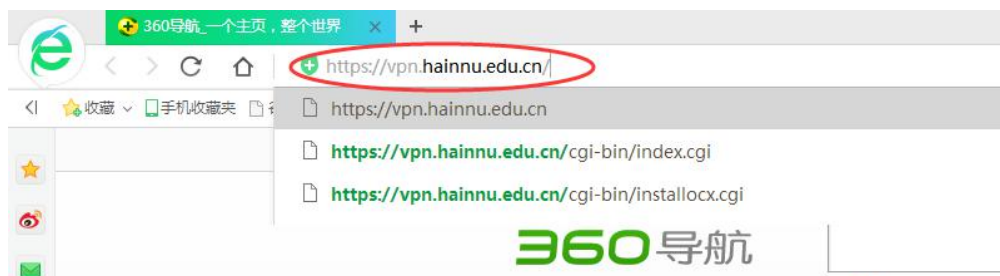 360导航_一个主页，整个世界
https://vpn.hainnu.edu.cn/
收藏
手机收藏夹
https://vpn.hainnu.edu.cn
https://vpn.hainnu.edu.cn/cgi-bin/index.cgi
https://vpn.hainnu.edu.cn/cgi-bin/installocx.cgi
360导航